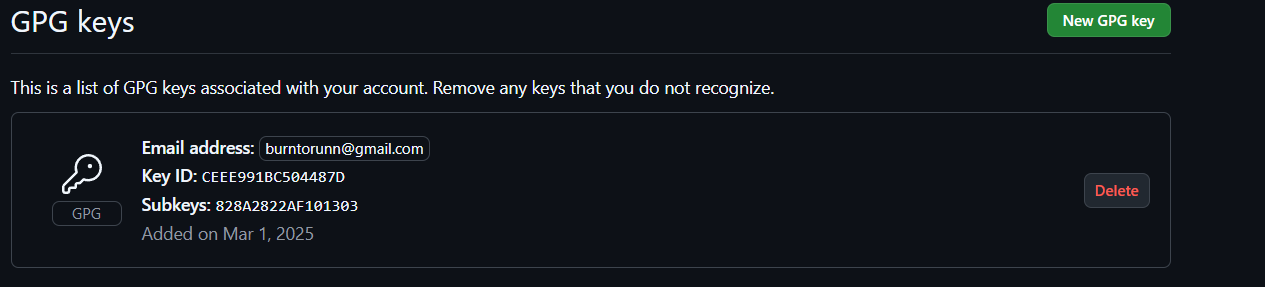 GPG keys
New GPG key
This is a list of GPG keys associated with your account. Remove any keys that you do not recognize.
Email address: burntorunn@gmail.com
Key ID: CEEE991BC504487D
Subkeys: 828A2822AF101303
Added on Mar 1, 2025
GPG
Delete